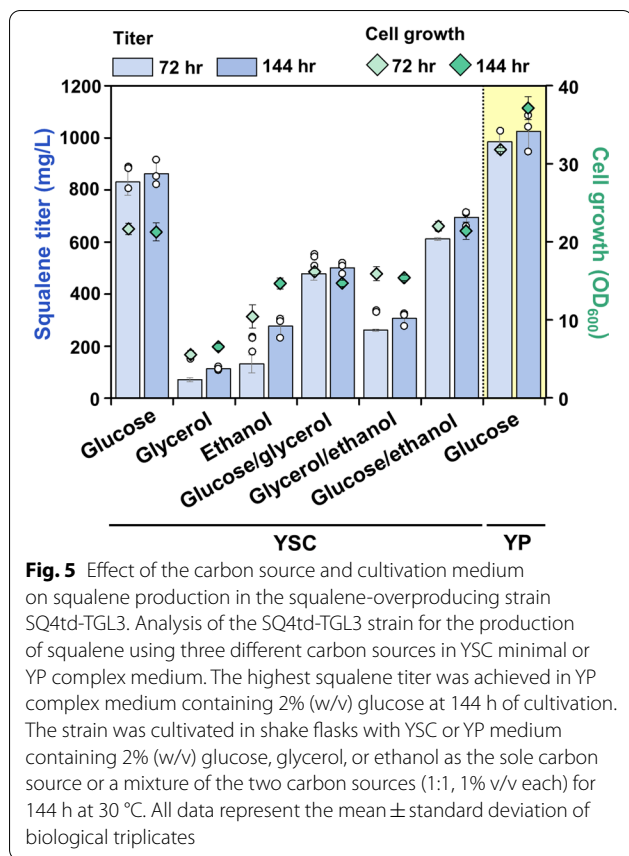 Titer Cell growth
72 hr 144 hr 72 hr 144 hr
1200 40
1000
800 30
600 20
400
200 10
0 0
Squalene titer (mg/L)
Cell growth (OD600)
Glucose
Glycerol
Ethanol
Glucose/glycerol
Glycerol/ethanol
Glucose/ethanol
Glucose
YSC YP
Fig. 5 Effect of the carbon source and cultivation medium
on squalene production in the squalene-overproducing strain
SQ4td-TGL3. Analysis of the SQ4td-TGL3 strain for the production
of squalene using three different carbon sources in YSC minimal or
YP complex medium. The highest squalene titer was achieved in YP
complex medium containing 2% (w/v) glucose at 144 h of cultivation.
The strain was cultivated in shake flasks with YSC or YP medium
containing 2% (w/v) glucose, glycerol, or ethanol as the sole carbon
source or a mixture of the two carbon sources (1:1, 1% v/v each) for
144 h at 30 °C. All data represent the mean ± standard deviation of
biological triplicates